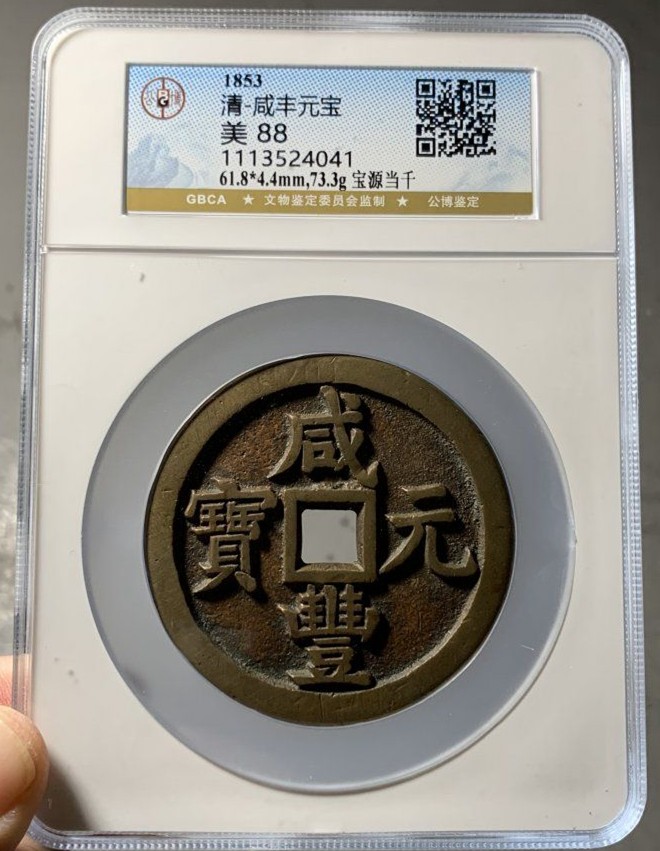 1853
清-咸丰元宝
美 88
1113524041
61.8*4.4mm,73.3g 宝源当千
GBCA ★ 文物鉴定委员会监制 ★ 公博鉴定
咸
寶 元
豐